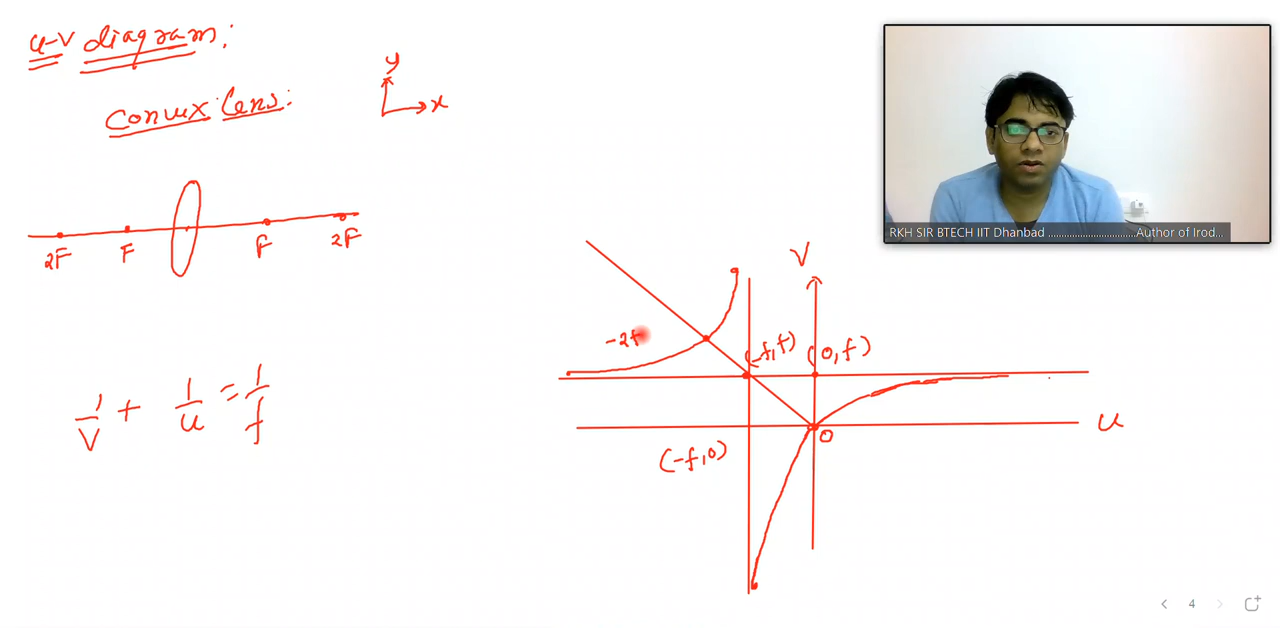 u-v diagram:
convex lens:
y
x
2F F F 2F
1/v + 1/u = 1/f
RKH SIR BTECH IIT Dhanbad ..................................Author of Irod...
V
-2f
(-f,f) (0,f)
(-f,0)
O
u
4